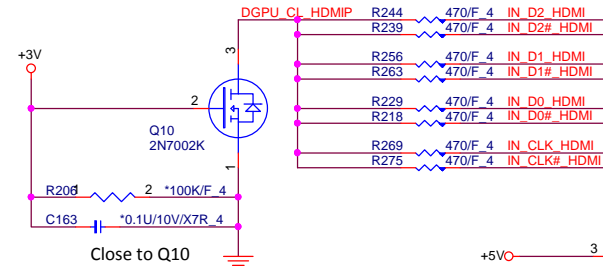 DGPU_CL_HDMIP
R244 470/F_4 IN_D2_HDMI
R239 470/F_4 IN_D2#_HDMI
+3V
3
R256 470/F_4 IN_D1_HDMI
R263 470/F_4 IN_D1#_HDMI
2
R229 470/F_4 IN_D0_HDMI
R218 470/F_4 IN_D0#_HDMI
Q10
2N7002K
1
R269 470/F_4 IN_CLK_HDMI
R275 470/F_4 IN_CLK#_HDMI
R206 1 2 *100K/F_4
C163 *0.1U/10V/X7R_4
Close to Q10
+5V 3